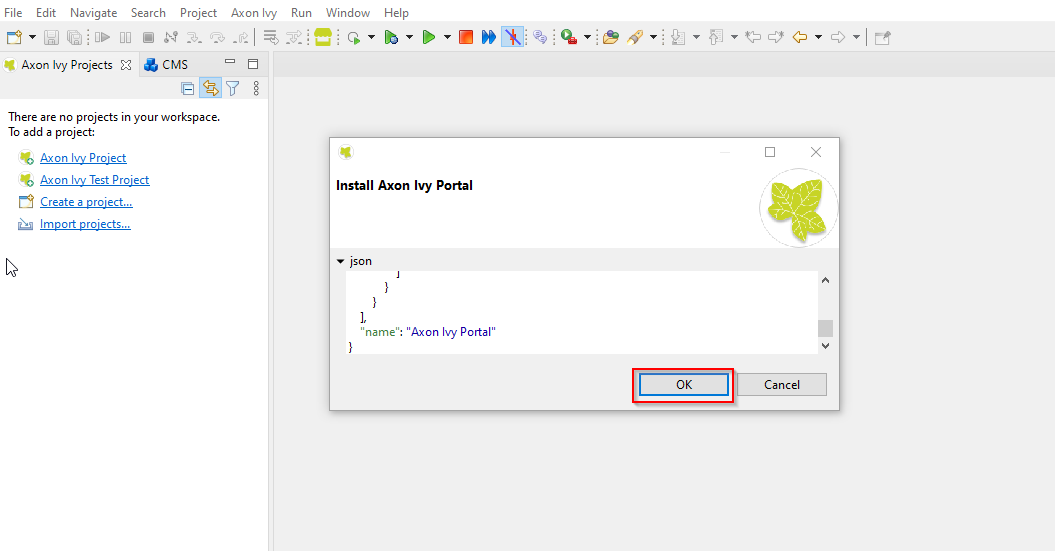 File Edit Navigate Search Project Axon Ivy Run Window Help
Axon Ivy Projects CMS
There are no projects in your workspace.
To add a project:
Axon Ivy Project
Axon Ivy Test Project
Create a project...
Import projects...
Install Axon Ivy Portal
json
]
}
}
],
"name": "Axon Ivy Portal"
}
OK Cancel